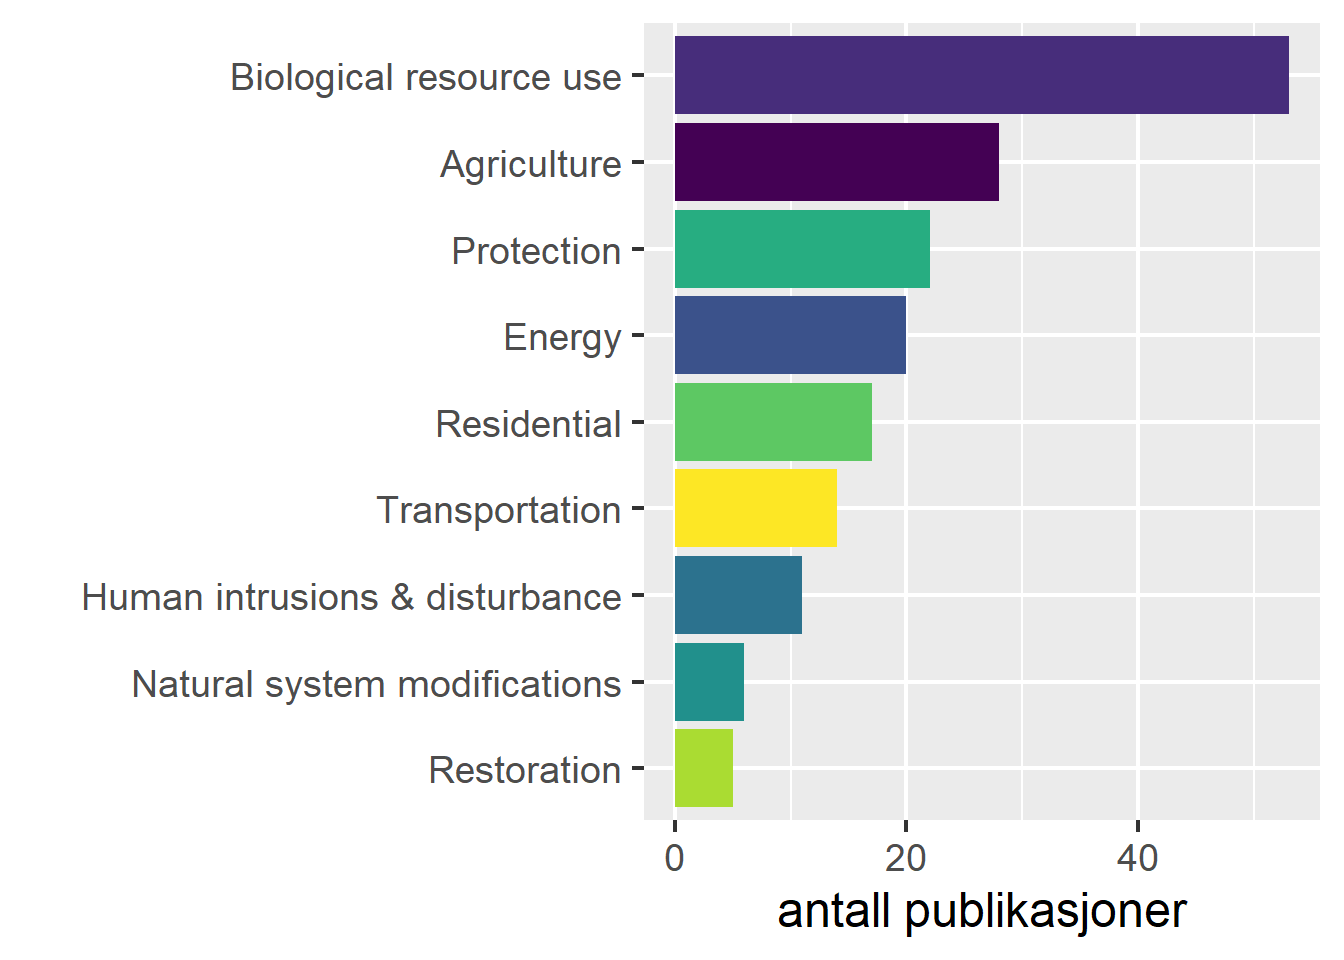 Biological resource use
Agriculture
Protection
Energy
Residential
Transportation
Human intrusions & disturbance
Natural system modifications
Restoration
0 20 40
antall publikasjoner